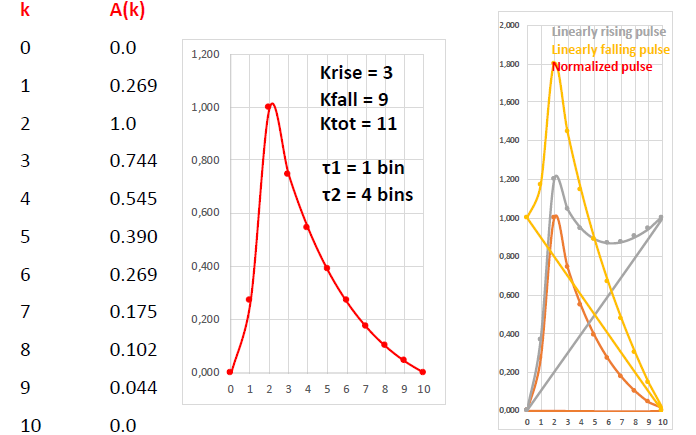 k A(k)
0 0.0
1 0.269
2 1.0
3 0.744
4 0.545
5 0.390
6 0.269
7 0.175
8 0.102
9 0.044
10 0.0
1,200
1,000
0,800
0,600
0,400
0,200
0,000
0 1 2 3 4 5 6 7 8 9 10
Krise = 3
Kfall = 9
Ktot = 11
τ1 = 1 bin
τ2 = 4 bins
2,000
1,800
1,600
1,400
1,200
1,000
0,800
0,600
0,400
0,200
0,000
0 1 2 3 4 5 6 7 8 9 10
Linearly rising pulse
Linearly falling pulse
Normalized pulse